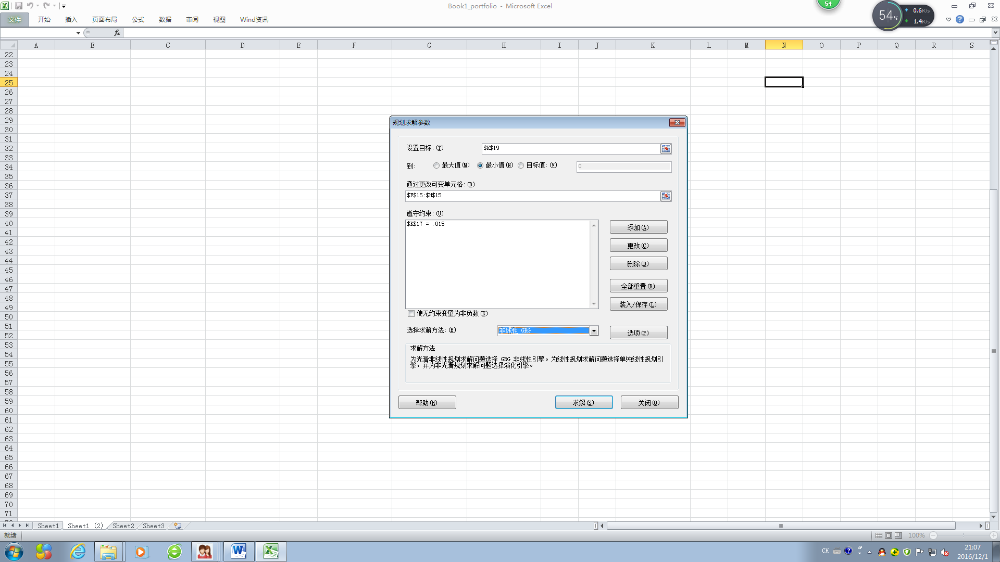 Book1_portfolio - Microsoft Excel
54
54%
0.6K/s
1.4K/s
文件 开始 插入 页面布局 公式 数据 审阅 视图 Wind资讯
fx
A B C D E F G H I J K L M N O P Q R S
22
23
24
25
26
27
28
29
30
31
32
33
34
35
36
37
38
39
40
41
42
43
44
45
46
47
48
49
50
51
52
53
54
55
56
57
58
59
60
61
62
63
64
65
66
67
68
69
70
71
规划求解参数
设置目标: (T) $K$19
到: 最大值(M) 最小值(N) 目标值: (V) 0
通过更改可变单元格: (B)
$F$15:$H$15
遵守约束: (U)
$K$17 = .015
添加(A)
更改(C)
删除(D)
全部重置(R)
装入/保存(L)
使无约束变量为非负数(K)
选择求解方法: (E) 非线性 GRG 选项(P)
求解方法
为光滑非线性规划求解问题选择 GRG 非线性引擎。为线性规划求解问题选择单纯线性规划引
擎，并为非光滑规划求解问题选择演化引擎。
帮助(H) 求解(S) 关闭(O)
Sheet1 Sheet1 (2) Sheet2 Sheet3
就绪 100%
CH
21:07
2016/12/1